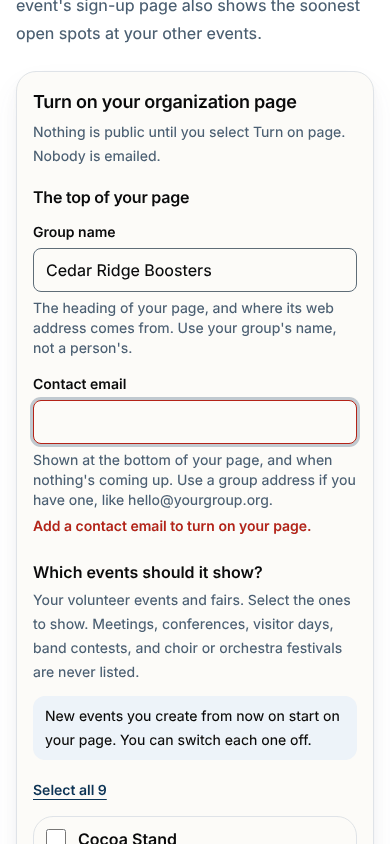 event's sign-up page also shows the soonest
open spots at your other events.
Turn on your organization page
Nothing is public until you select Turn on page.
Nobody is emailed.
The top of your page
Group name
Cedar Ridge Boosters
The heading of your page, and where its web
address comes from. Use your group's name,
not a person's.
Contact email
Shown at the bottom of your page, and when
nothing's coming up. Use a group address if you
have one, like hello@yourgroup.org.
Add a contact email to turn on your page.
Which events should it show?
Your volunteer events and fairs. Select the ones
to show. Meetings, conferences, visitor days,
band contests, and choir or orchestra festivals
are never listed.
New events you create from now on start on
your page. You can switch each one off.
Select all 9
Cocoa Stand